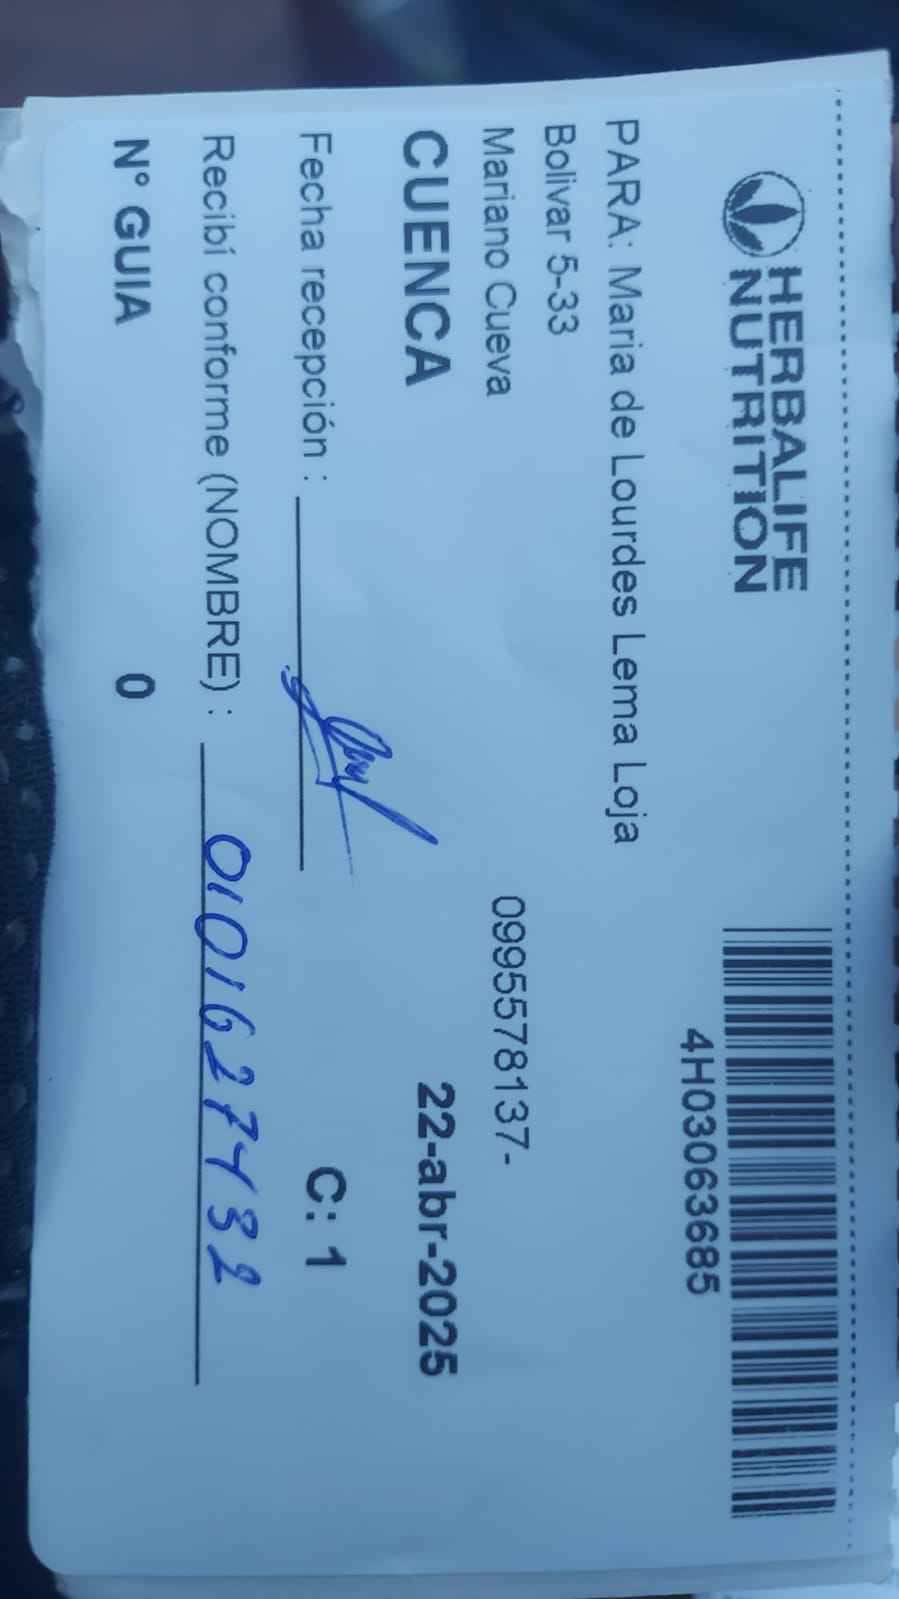 HERBALIFE
NUTRITION
4H03063685
PARA: Maria de Lourdes Lema Loja
Bolivar 5-33
Mariano Cueva
0995578137-
CUENCA
22-abr-2025
Fecha recepción :
C: 1
Recibí conforme (NOMBRE) :
N° GUIA 0